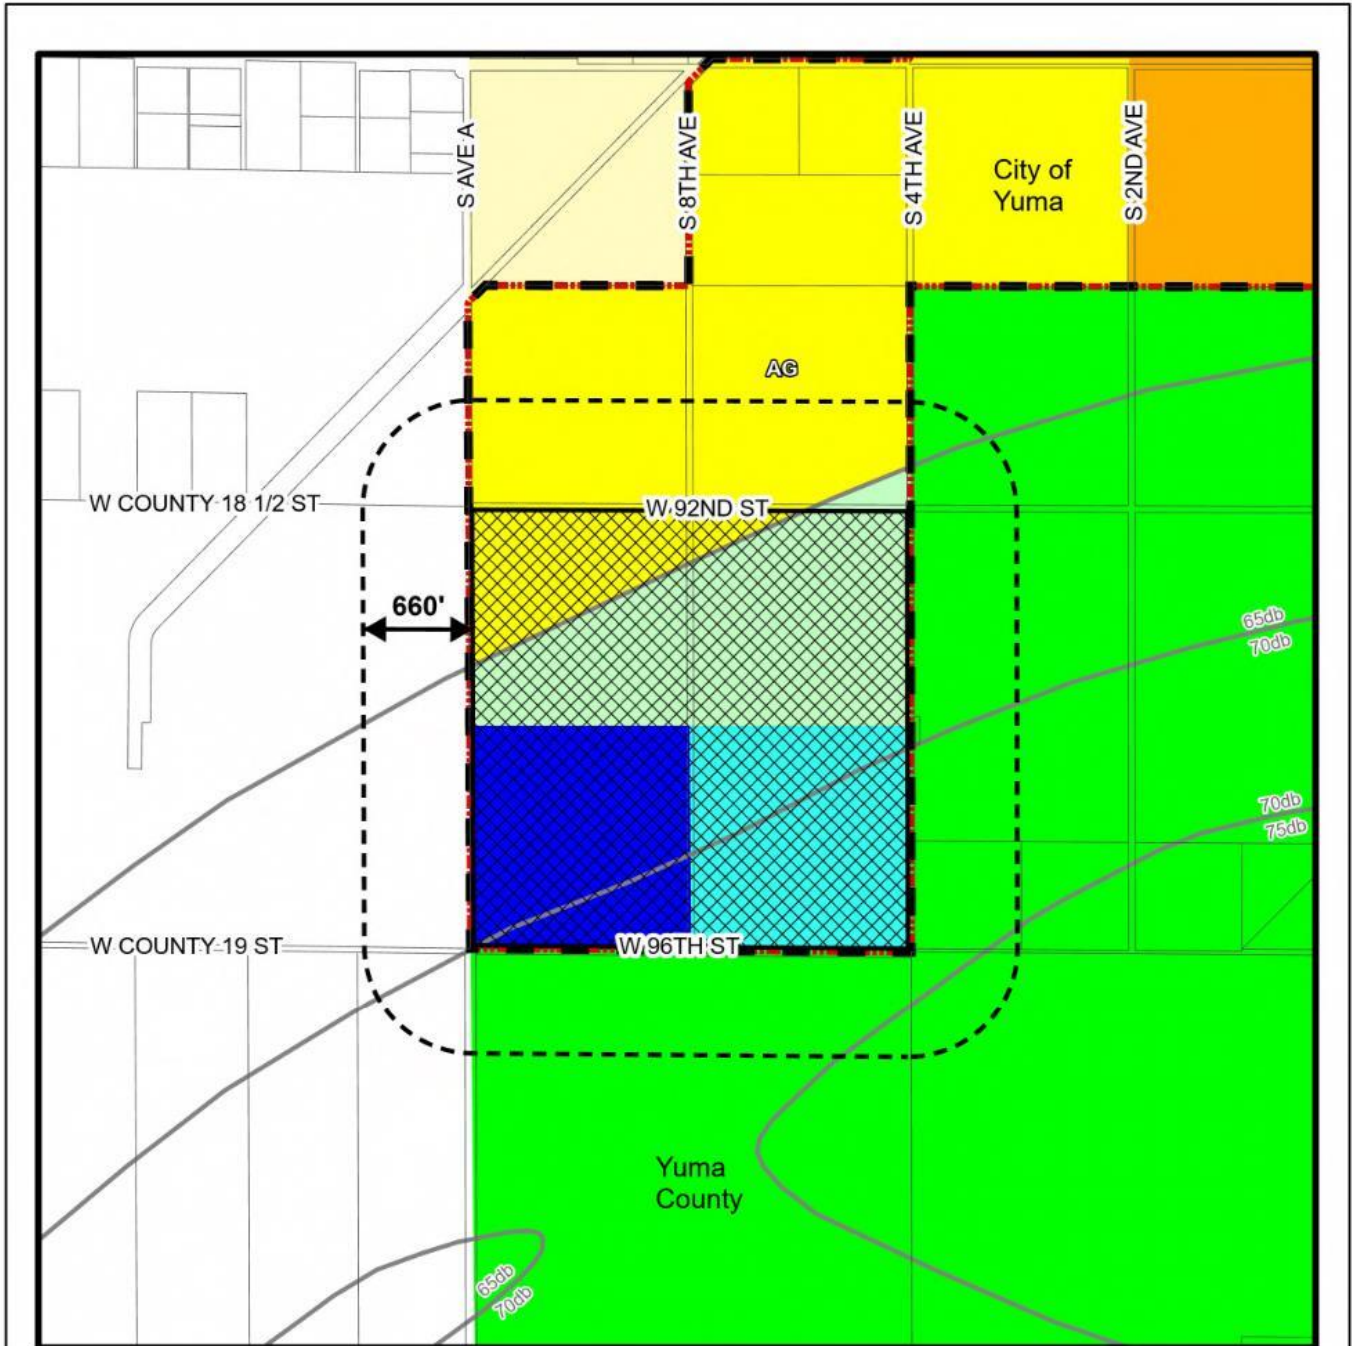 S AVE A
S 8TH AVE
S 4TH AVE
S 2ND AVE
City of
Yuma
AG
W COUNTY 18 1/2 ST
W 92ND ST
660'
65db
70db
70db
75db
W COUNTY 19 ST
W 96TH ST
Yuma
County
65db
70db